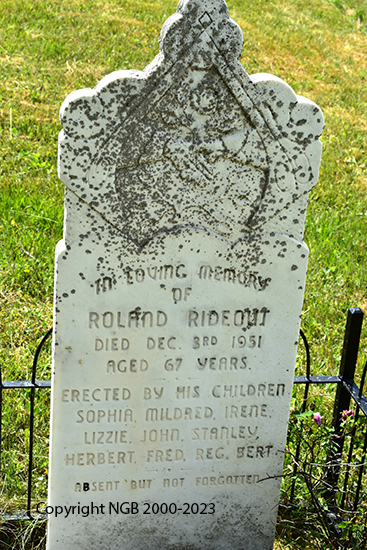 IN LOVING MEMORY
OF
ROLAND RIDEOUT
DIED DEC. 3RD 1951
AGED 67 YEARS.
ERECTED BY HIS CHILDREN
SOPHIA, MILDRED, IRENE,
LIZZIE, JOHN, STANLEY,
HERBERT, FRED, REG, BERT.
ABSENT BUT NOT FORGOTTEN
Copyright NGB 2000-2023